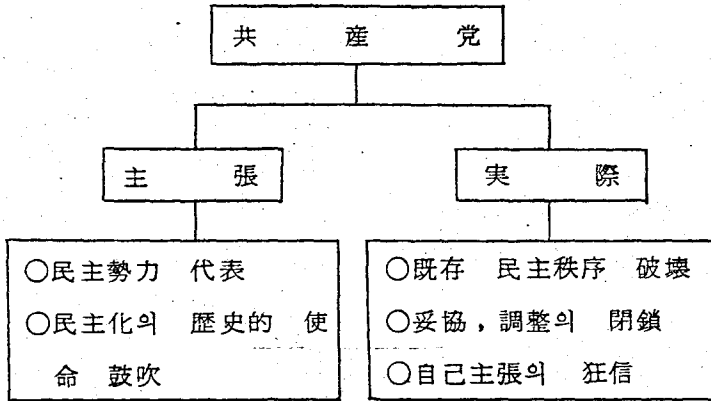 共産党
主張
実際
○民主勢力 代表
○民主化의 歴史的 使
命 鼓吹
○既存 民主秩序 破壊
○妥協, 調整의 閉鎖
○自己主張의 狂信